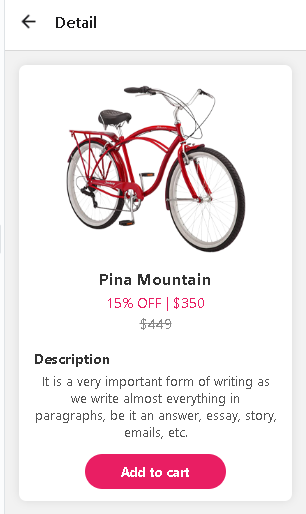 Detail
Pina Mountain
15% OFF | $350
$449
Description
It is a very important form of writing as
we write almost everything in
paragraphs, be it an answer, essay, story,
emails, etc.
Add to cart